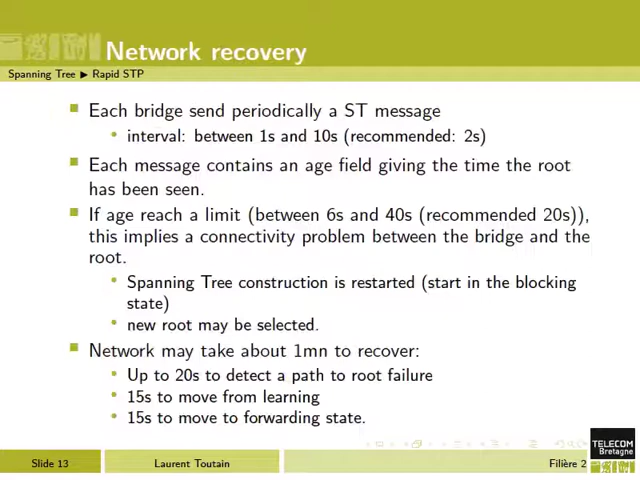 Network recovery
Spanning Tree ▶ Rapid STP
Each bridge send periodically a ST message
interval: between 1s and 10s (recommended: 2s)
Each message contains an age field giving the time the root
has been seen.
If age reach a limit (between 6s and 40s (recommended 20s)),
this implies a connectivity problem between the bridge and the
root.
Spanning Tree construction is restarted (start in the blocking
state)
new root may be selected.
Network may take about 1mn to recover:
Up to 20s to detect a path to root failure
15s to move from learning
15s to move to forwarding state.
TELECOM
Bretagne
Slide 13
Laurent Toutain
Filière 2